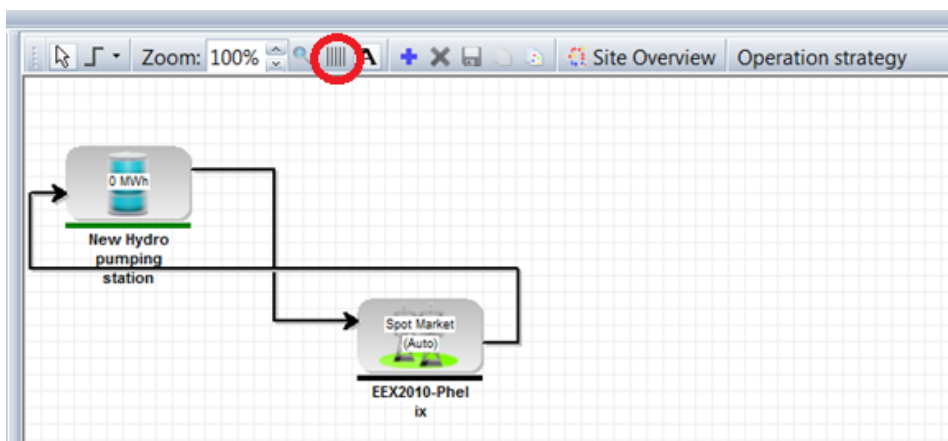 Zoom: 100% A Site Overview Operation strategy
0 MWh
New Hydro
pumping
station
Spot Market
(Auto)
EEX2010-Phel
ix